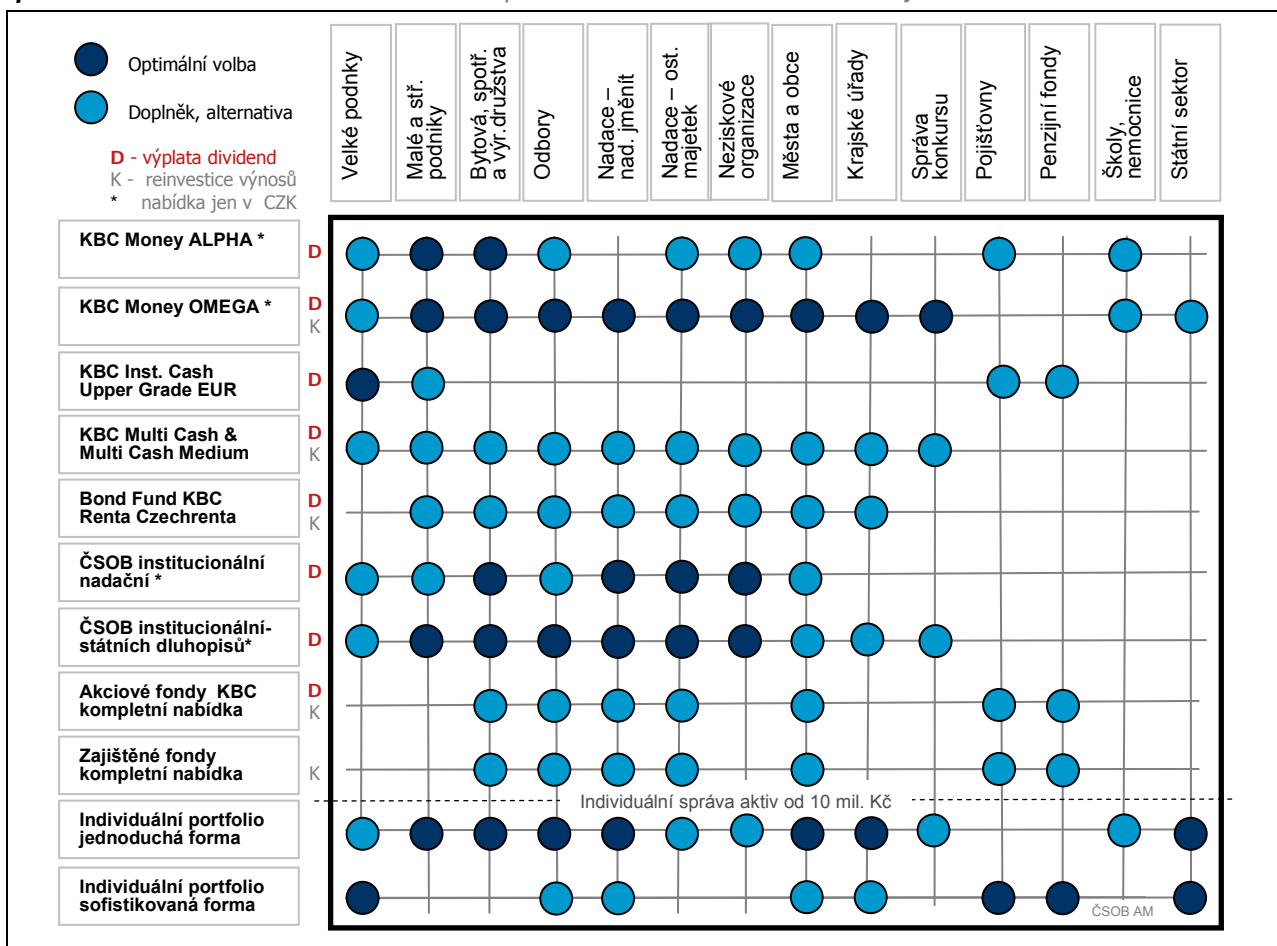 Optimální volba
Doplněk, alternativa
D - výplata dividend
K - reinvestice výnosů
* nabídka jen v CZK
Velké podnky
Malé a stř.
podniky
Bytová, spotř.
a výr.družstva
Odbory
Nadace –
nad. jměnít
Nadace – ost.
majetek
Neziskové
organizace
Města a obce
Krajské úřady
Správa
konkursu
Pojišťovny
Penzijní fondy
Školy,
nemocnice
Státní sektor
KBC Money ALPHA *
D
KBC Money OMEGA *
D
K
KBC Inst. Cash
Upper Grade EUR
D
KBC Multi Cash &
Multi Cash Medium
D
K
Bond Fund KBC
Renta Czechrenta
D
K
ČSOB institucionální
nadační *
D
ČSOB institucionální-
státních dluhopisů*
D
Akciové fondy KBC
kompletní nabídka
D
K
Zajištěné fondy
kompletní nabídka
K
Individuální správa aktiv od 10 mil. Kč
Individuální portfolio
jednoduchá forma
Individuální portfolio
sofistikovaná forma
ČSOB AM